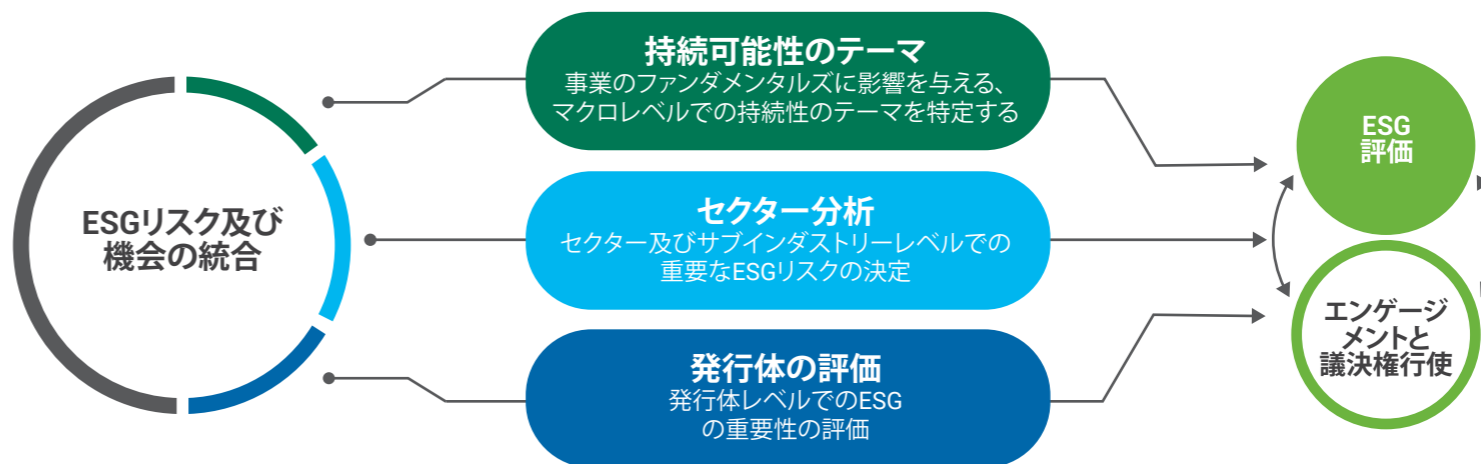 ESGリスク及び
機会の統合
持続可能性のテーマ
事業のファンダメンタルズに影響を与える、
マクロレベルでの持続性のテーマを特定する
セクター分析
セクター及びサブインダストリーレベルでの
重要なESGリスクの決定
発行体の評価
発行体レベルでのESG
の重要性の評価
ESG
評価
エンゲージ
メントと
議決権行使